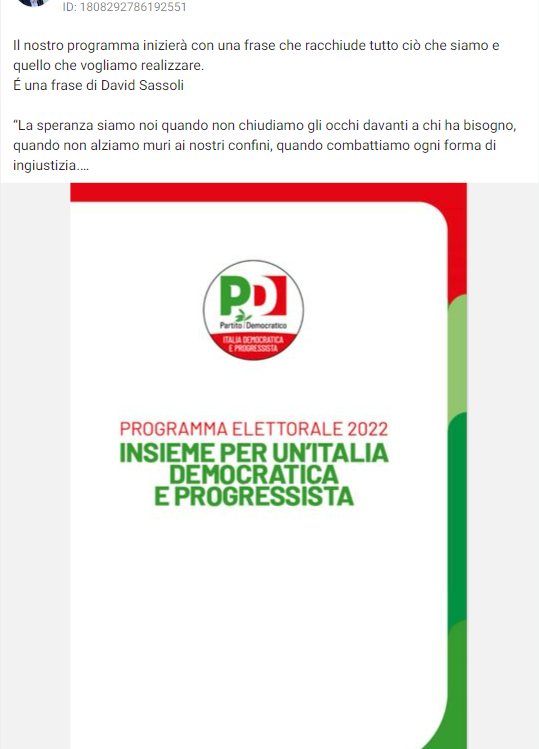 ID: 1808292786192551
Il nostro programma inizierà con una frase che racchiude tutto ciò che siamo e
quello che vogliamo realizzare.
É una frase di David Sassoli
“La speranza siamo noi quando non chiudiamo gli occhi davanti a chi ha bisogno,
quando non alziamo muri ai nostri confini, quando combattiamo ogni forma di
ingiustizia....
PD
Partito Democratico
ITALIA DEMOCRATICA
E PROGRESSISTA
PROGRAMMA ELETTORALE 2022
INSIEME PER UN'ITALIA
DEMOCRATICA
E PROGRESSISTA